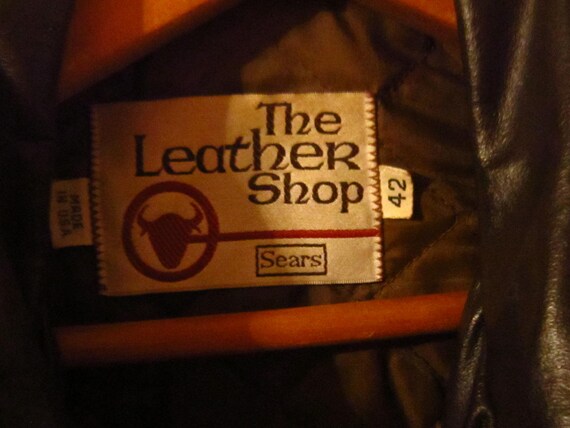 The
Leather
Shop
Sears
42
MADE
IN USA